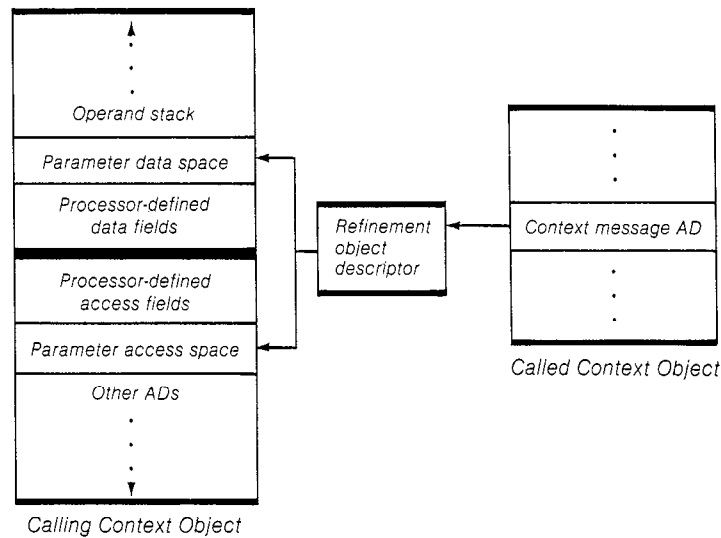 Operand stack
Parameter data space
Processor-defined
data fields
Processor-defined
access fields
Parameter access space
Other ADs
Calling Context Object
Refinement
object
descriptor
Context message AD
Called Context Object